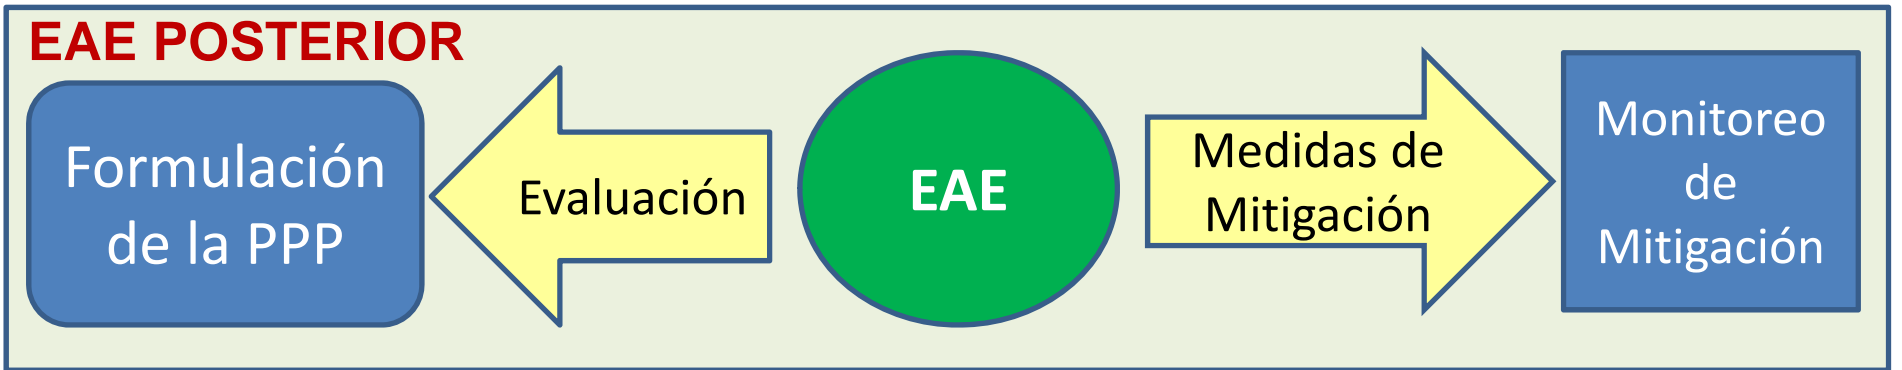 EAE POSTERIOR
Formulación
de la PPP
Evaluación
EAE
Medidas de
Mitigación
Monitoreo
de
Mitigación